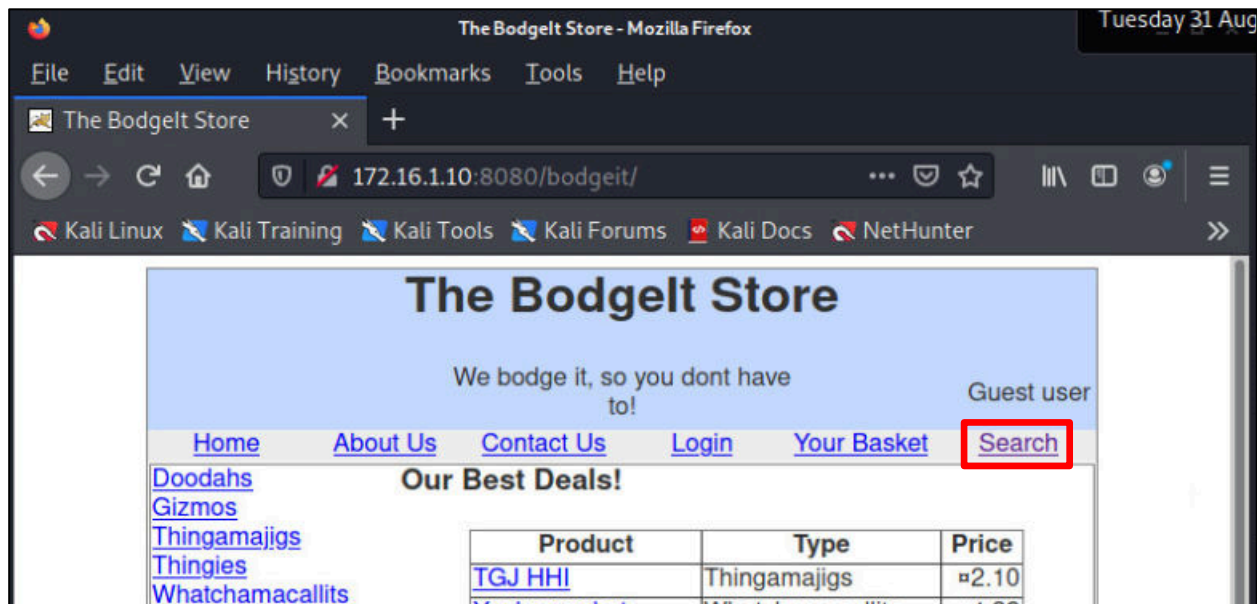 The BodgeIt Store - Mozilla Firefox
Tuesday 31 Aug
File Edit View History Bookmarks Tools Help
The BodgeIt Store
172.16.1.10:8080/bodgeit/
Kali Linux Kali Training Kali Tools Kali Forums Kali Docs NetHunter
The BodgeIt Store
We bodge it, so you dont have
to!
Guest user
Home About Us Contact Us Login Your Basket Search
Doodahs
Gizmos
Thingamajigs
Thingies
Whatchamacallits
Our Best Deals!
Product Type Price
TGJ HHI Thingamajigs ¤2.10